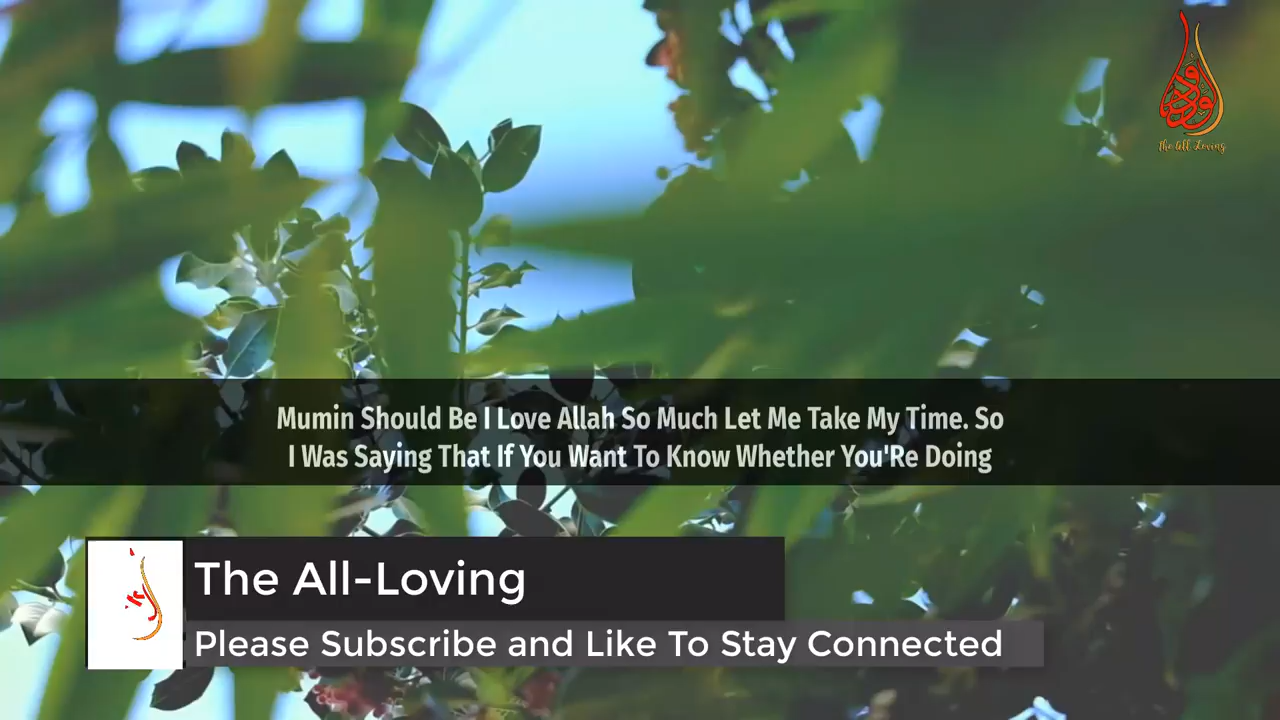 الودود
The All-Loving
Mumin Should Be I Love Allah So Much Let Me Take My Time. So
I Was Saying That If You Want To Know Whether You'Re Doing
The All-Loving
Please Subscribe and Like To Stay Connected